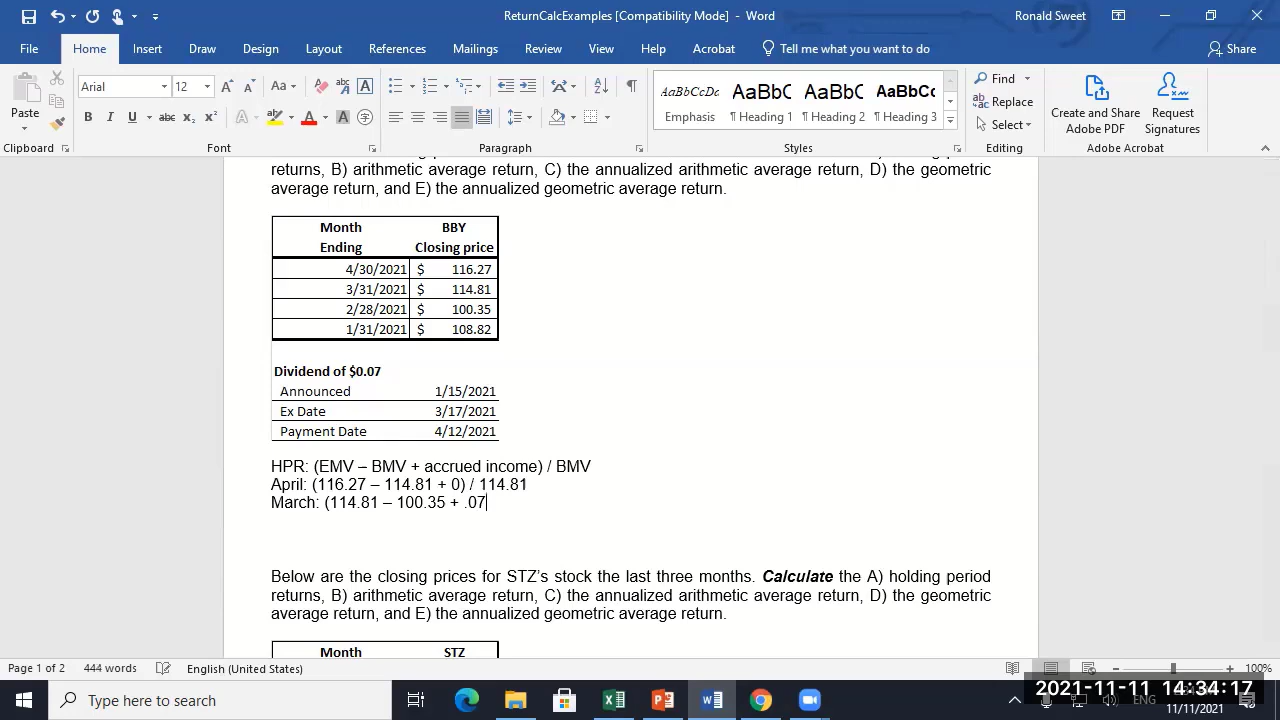 ReturnCalcExamples [Compatibility Mode] - Word
Ronald Sweet
File Home Insert Draw Design Layout References Mailings Review View Help Acrobat Tell me what you want to do Share
Paste
Clipboard
Arial 12
Font
Paragraph
AaBbCcDc AaBbC AaBbC AaBbCc
Emphasis ¶ Heading 1 ¶ Heading 2 ¶ Heading 3
Styles
Find
Replace
Select
Editing
Create and Share Adobe PDF
Request Signatures
Adobe Acrobat
returns, B) arithmetic average return, C) the annualized arithmetic average return, D) the geometric
average return, and E) the annualized geometric average return.
Month BBY
Ending Closing price
4/30/2021 $ 116.27
3/31/2021 $ 114.81
2/28/2021 $ 100.35
1/31/2021 $ 108.82
Dividend of $0.07
Announced 1/15/2021
Ex Date 3/17/2021
Payment Date 4/12/2021
HPR: (EMV – BMV + accrued income) / BMV
April: (116.27 – 114.81 + 0) / 114.81
March: (114.81 – 100.35 + .07
Below are the closing prices for STZ's stock the last three months. Calculate the A) holding period
returns, B) arithmetic average return, C) the annualized arithmetic average return, D) the geometric
average return, and E) the annualized geometric average return.
Month STZ
Page 1 of 2 444 words English (United States) 100%
Type here to search
2021-11-11 14:34:17
ENG
11/11/2021